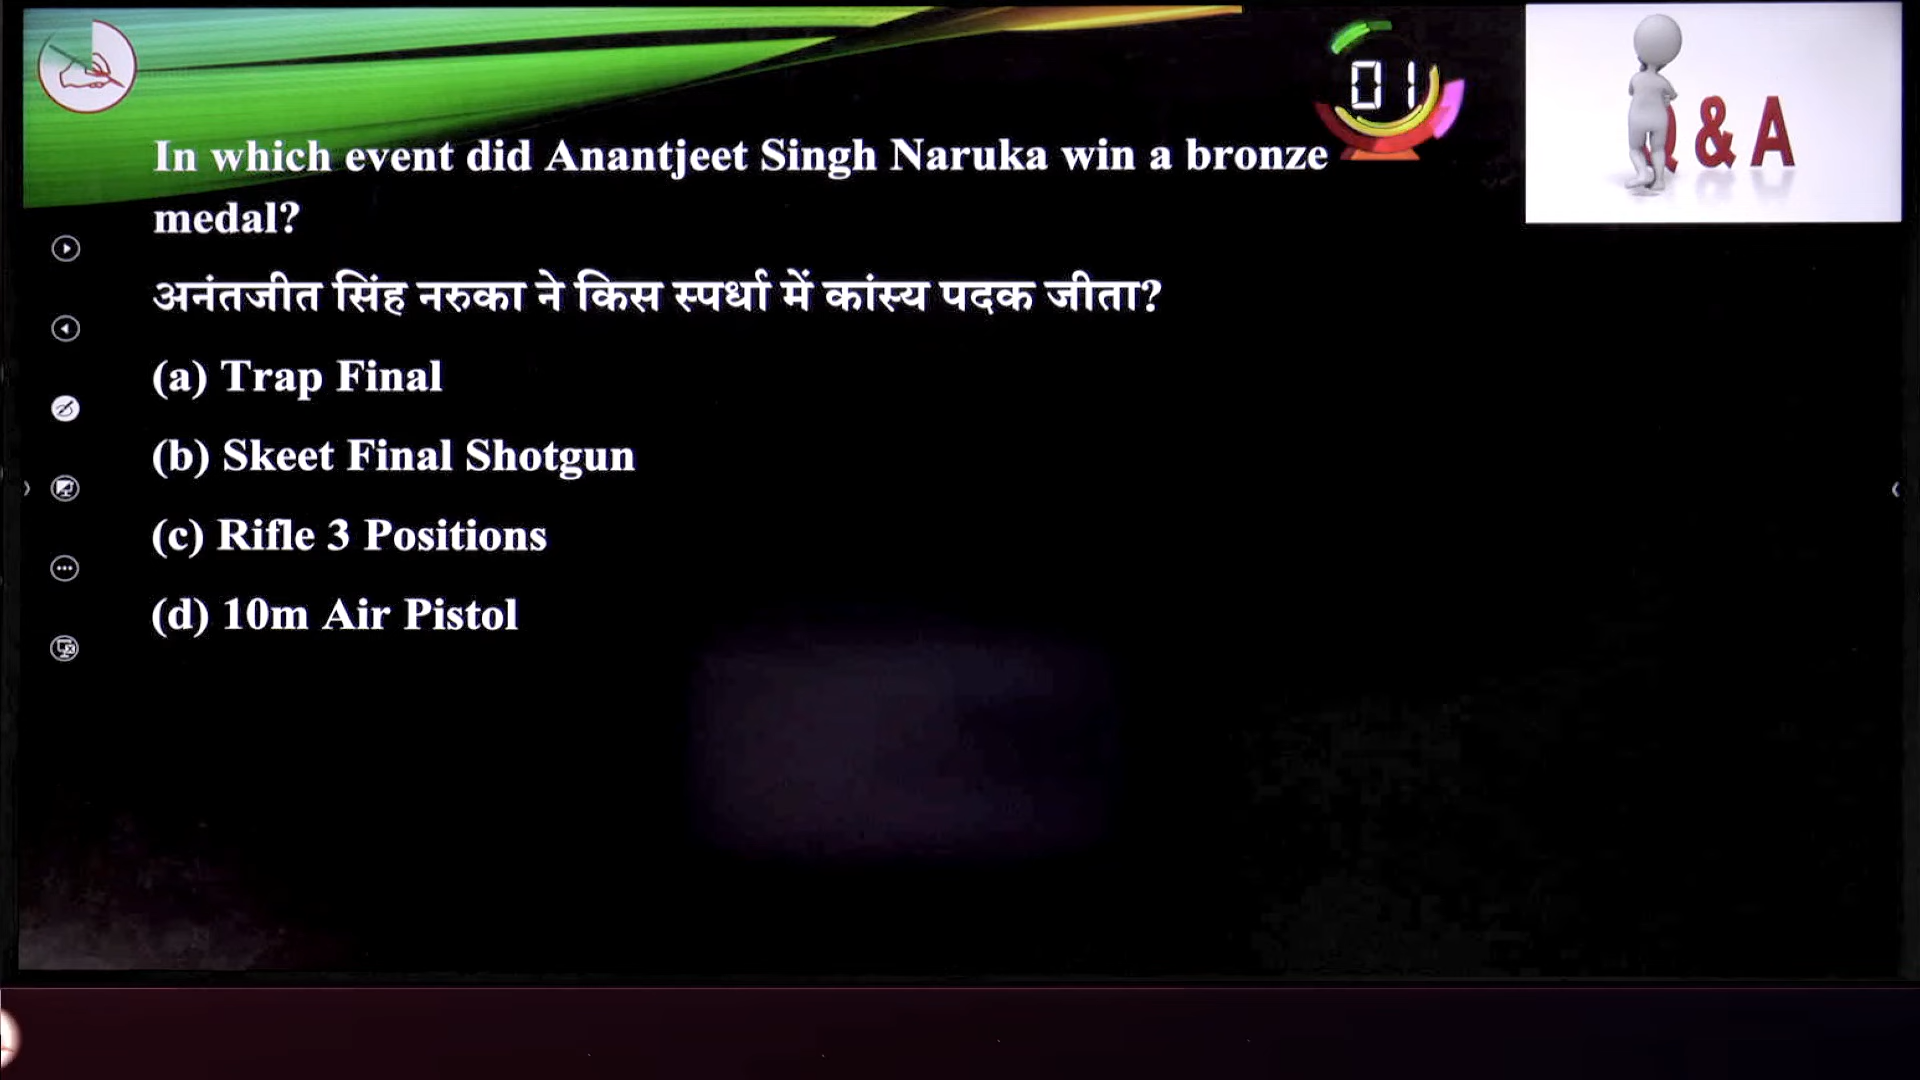 01
Q & A
In which event did Anantjeet Singh Naruka win a bronze
medal?
अनंतजीत सिंह नरुका ने किस स्पर्धा में कांस्य पदक जीता?
(a) Trap Final
(b) Skeet Final Shotgun
(c) Rifle 3 Positions
(d) 10m Air Pistol